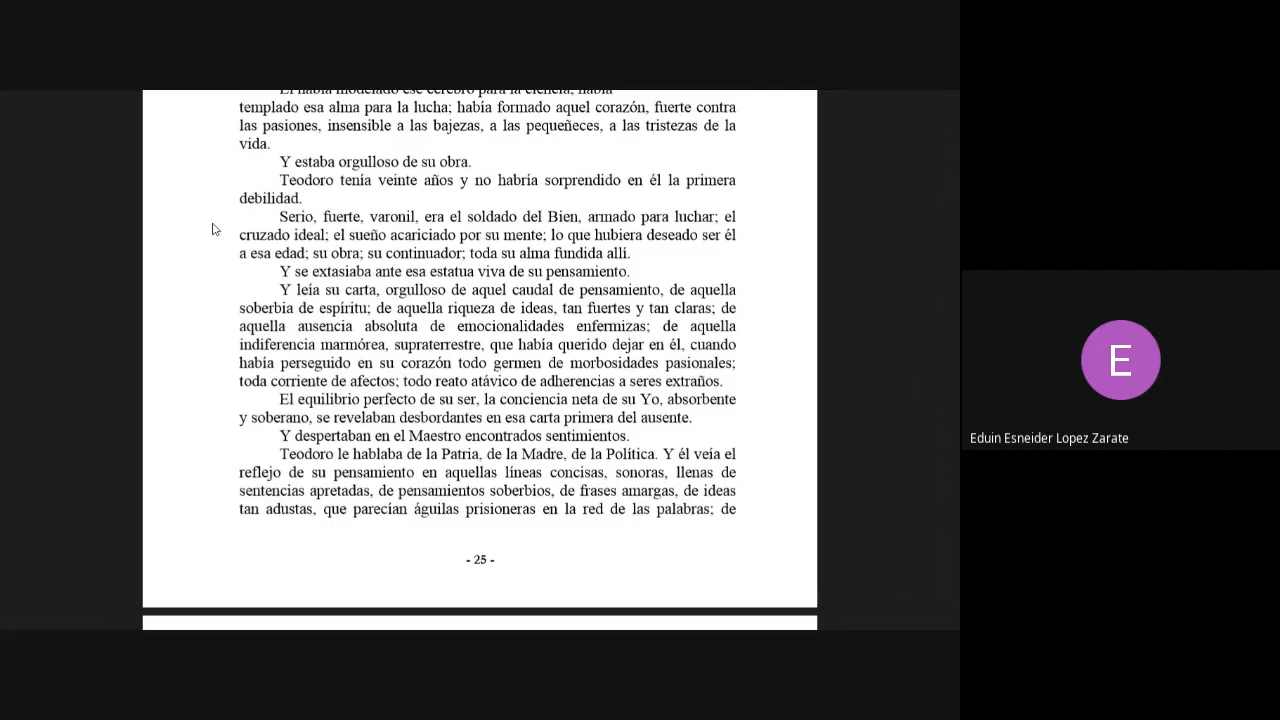 El había modelado ese cerebro para la ciencia; había
templado esa alma para la lucha; había formado aquel corazón, fuerte contra
las pasiones, insensible a las bajezas, a las pequeñeces, a las tristezas de la
vida.
Y estaba orgulloso de su obra.
Teodoro tenía veinte años y no habría sorprendido en él la primera
debilidad.
Serio, fuerte, varonil, era el soldado del Bien, armado para luchar; el
cruzado ideal; el sueño acariciado por su mente; lo que hubiera deseado ser él
a esa edad; su obra; su continuador; toda su alma fundida allí.
Y se extasiaba ante esa estatua viva de su pensamiento.
Y leía su carta, orgulloso de aquel caudal de pensamiento, de aquella
soberbia de espíritu; de aquella riqueza de ideas, tan fuertes y tan claras; de
aquella ausencia absoluta de emocionalidades enfermizas; de aquella
indiferencia marmórea, supraterrestre, que había querido dejar en él, cuando
había perseguido en su corazón todo germen de morbosidades pasionales;
toda corriente de afectos; todo reato atávico de adherencias a seres extraños.
El equilibrio perfecto de su ser, la conciencia neta de su Yo, absorbente
y soberano, se revelaban desbordantes en esa carta primera del ausente.
Y despertaban en el Maestro encontrados sentimientos.
Teodoro le hablaba de la Patria, de la Madre, de la Política. Y él veía el
reflejo de su pensamiento en aquellas líneas concisas, sonoras, llenas de
sentencias apretadas, de pensamientos soberbios, de frases amargas, de ideas
tan adustas, que parecían águilas prisioneras en la red de las palabras; de
- 25 -
E
Eduin Esneider Lopez Zarate